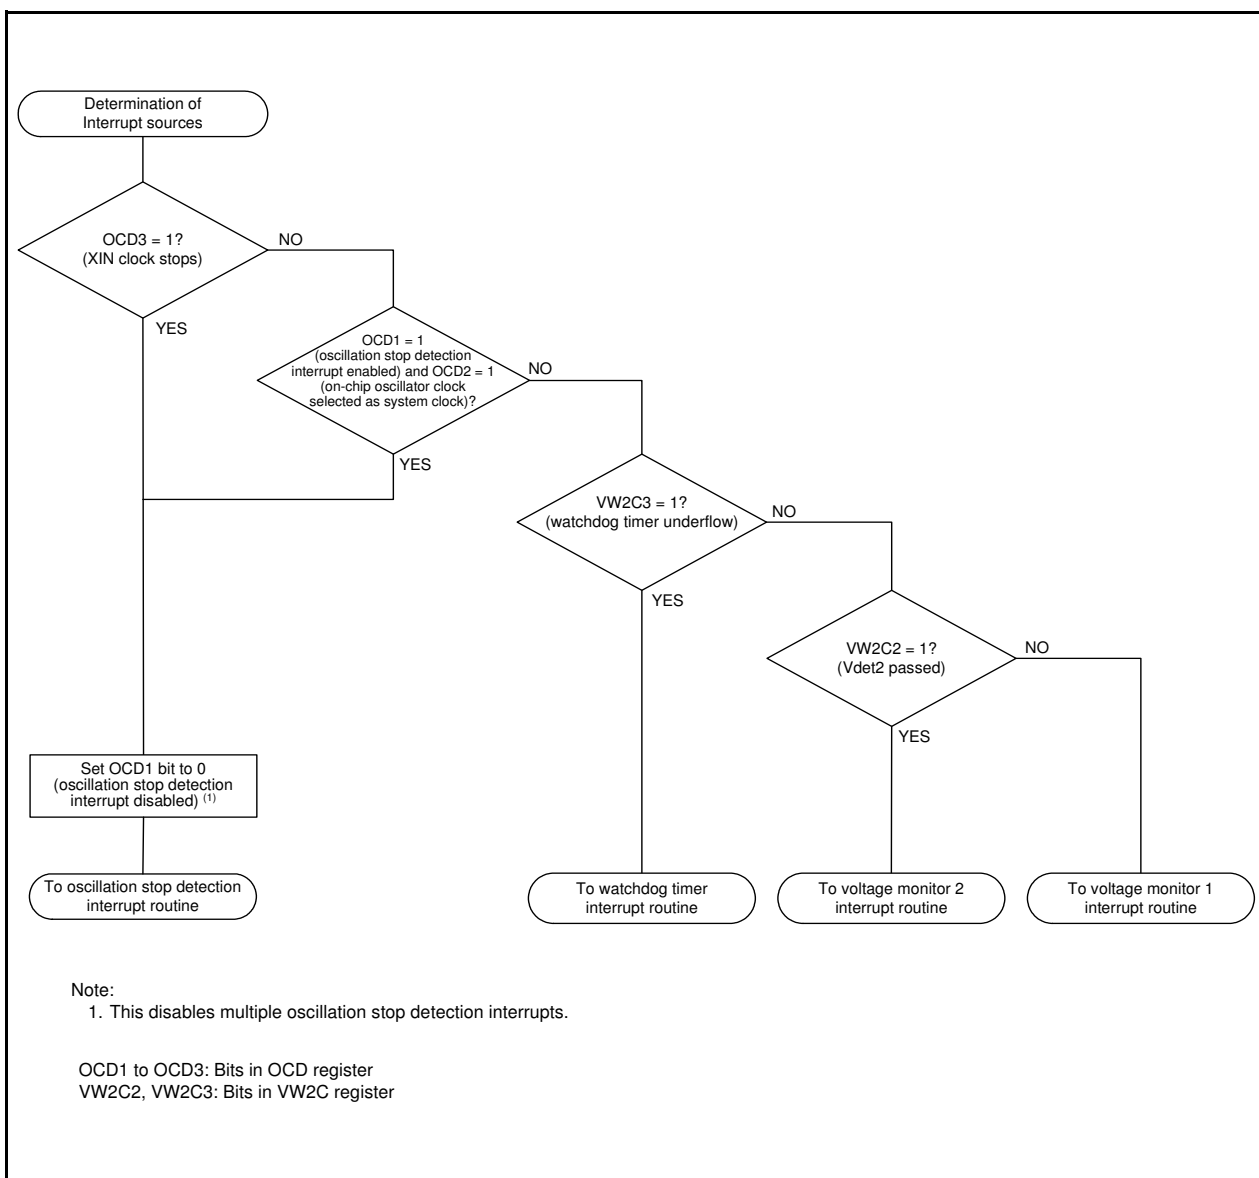 Determination of
Interrupt sources
OCD3 = 1?
(XIN clock stops)
NO
YES
OCD1 = 1
(oscillation stop detection
interrupt enabled) and OCD2 = 1
(on-chip oscillator clock
selected as system clock)?
NO
YES
VW2C3 = 1?
(watchdog timer underflow)
NO
YES
VW2C2 = 1?
(Vdet2 passed)
NO
YES
Set OCD1 bit to 0
(oscillation stop detection
interrupt disabled) (1)
To oscillation stop detection
interrupt routine
To watchdog timer
interrupt routine
To voltage monitor 2
interrupt routine
To voltage monitor 1
interrupt routine
Note:
1. This disables multiple oscillation stop detection interrupts.
OCD1 to OCD3: Bits in OCD register
VW2C2, VW2C3: Bits in VW2C register